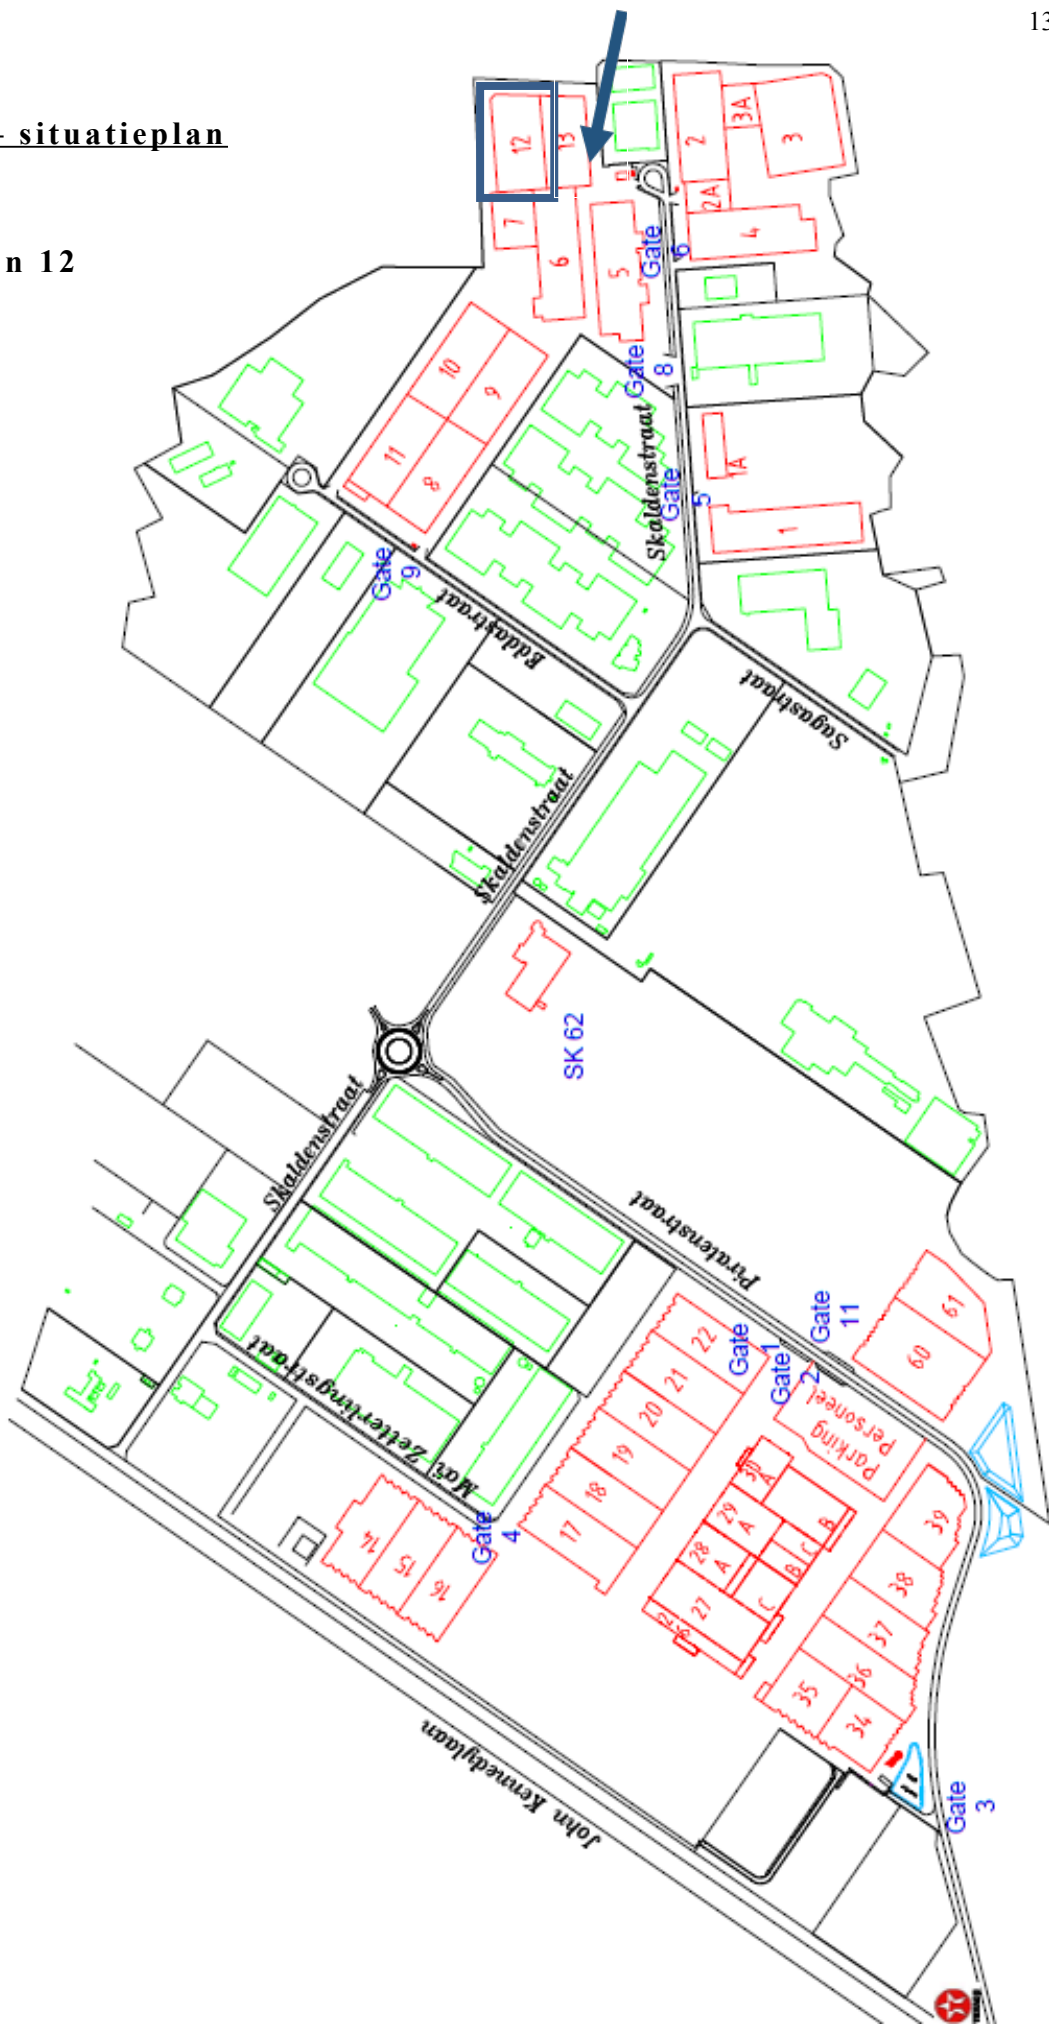 13
- situatieplan
n 12
12
13
2
3A
3
2A
4
7
6
5
Gate
6
Gate
8
10
9
11
8
Skaldenstraat
Gate
5
1A
1
Gate
9
Eddastraat
Sagastraat
Skaldenstraat
SK 62
Skaldenstraat
Piratenstraat
Gate
11
61
60
Gate
1
Gate
2
22
21
20
19
18
17
Parking
Personeel
Mai Zetterlingstraat
Gate
4
14
15
16
30
A
29
A
28
A
27
B
C
B
C
39
38
37
36
35
34
John Kennedylaan
Gate
3